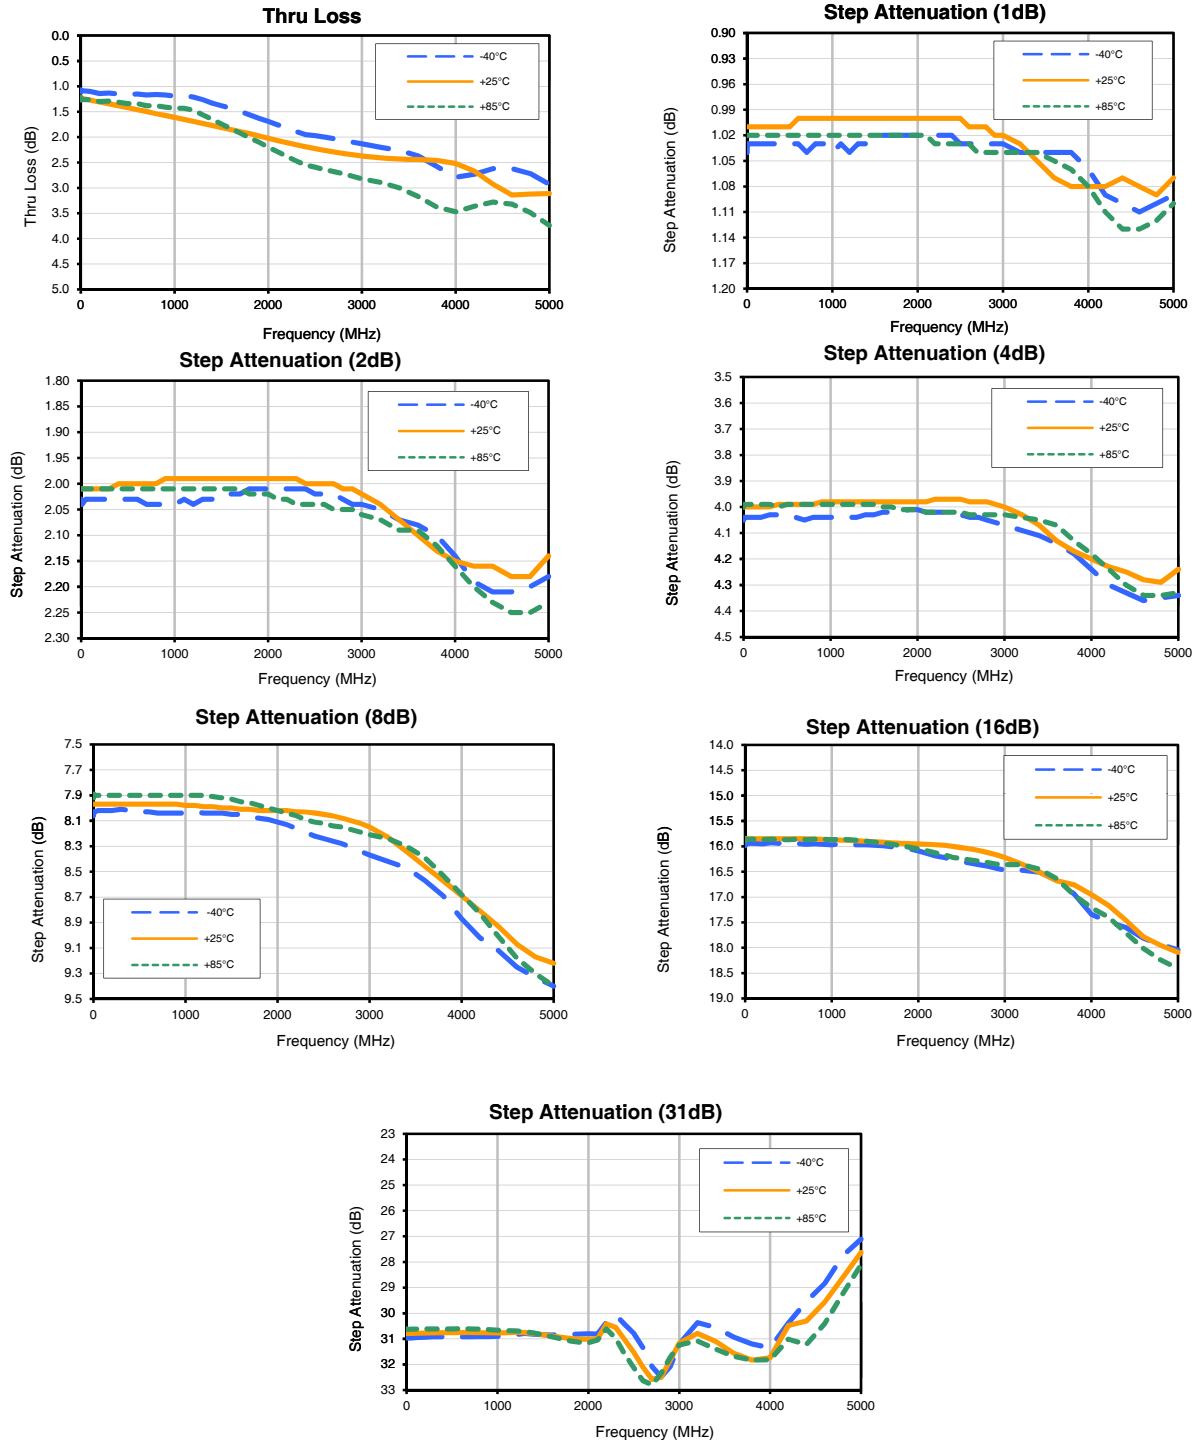 Thru Loss
0.0
1.0
1.5
2.0
2.5
3.0
3.5
4.0
4.5
5.0
Thru Loss (dB)
-40°C
+25°C
+85°C
0
1000
2000
3000
4000
5000
Frequency (MHz)
Step Attenuation (1dB)
0.90
0.93
0.96
0.99
1.02
1.05
1.08
1.11
1.14
1.17
1.20
Step Attenuation (dB)
-40°C
+25°C
+85°C
0
1000
2000
3000
4000
5000
Frequency (MHz)
Step Attenuation (2dB)
1.80
1.85
1.90
1.95
2.00
2.05
2.10
2.15
2.20
2.25
2.30
Step Attenuation (dB)
-40°C
+25°C
+85°C
0
1000
2000
3000
4000
5000
Frequency (MHz)
Step Attenuation (4dB)
3.5
3.6
3.7
3.8
3.9
4.0
4.1
4.2
4.3
4.4
4.5
Step Attenuation (dB)
-40°C
+25°C
+85°C
0
1000
2000
3000
4000
5000
Frequency (MHz)
Step Attenuation (8dB)
7.5
7.7
7.9
8.1
8.3
8.5
8.7
8.9
9.1
9.3
9.5
Step Attenuation (dB)
-40°C
+25°C
+85°C
0
1000
2000
3000
4000
5000
Frequency (MHz)
Step Attenuation (16dB)
14.0
14.5
15.0
15.5
16.0
16.5
17.0
17.5
18.0
18.5
19.0
Step Attenuation (dB)
-40°C
+25°C
+85°C
0
1000
2000
3000
4000
5000
Frequency (MHz)
Step Attenuation (31dB)
23
24
25
26
27
28
29
30
31
32
33
Step Attenuation (dB)
-40°C
+25°C
+85°C
0
1000
2000
3000
4000
5000
Frequency (MHz)